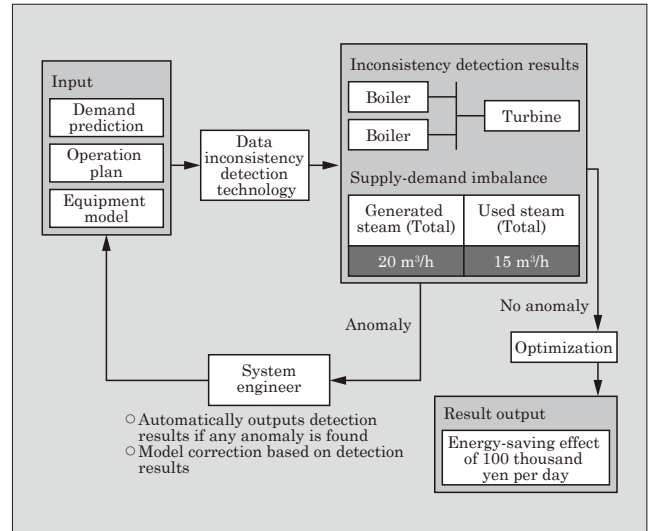 Input
Demand
prediction
Operation
plan
Equipment
model
Data
inconsistency
detection
technology
Inconsistency detection results
Boiler
Boiler
Turbine
Supply-demand imbalance
Generated
steam (Total)
Used steam
(Total)
20 m³/h
15 m³/h
Anomaly
No anomaly
System
engineer
○ Automatically outputs detection
results if any anomaly is found
○ Model correction based on detection
results
Optimization
Result output
Energy-saving effect
of 100 thousand
yen per day